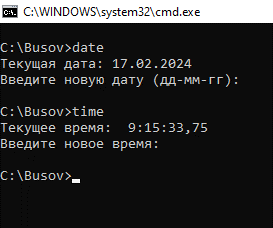 C:\WINDOWS\system32\cmd.exe
C:\Busov>date
Текущая дата: 17.02.2024
Введите новую дату (дд-мм-гг):
C:\Busov>time
Текущее время:  9:15:33,75
Введите новое время:
C:\Busov>